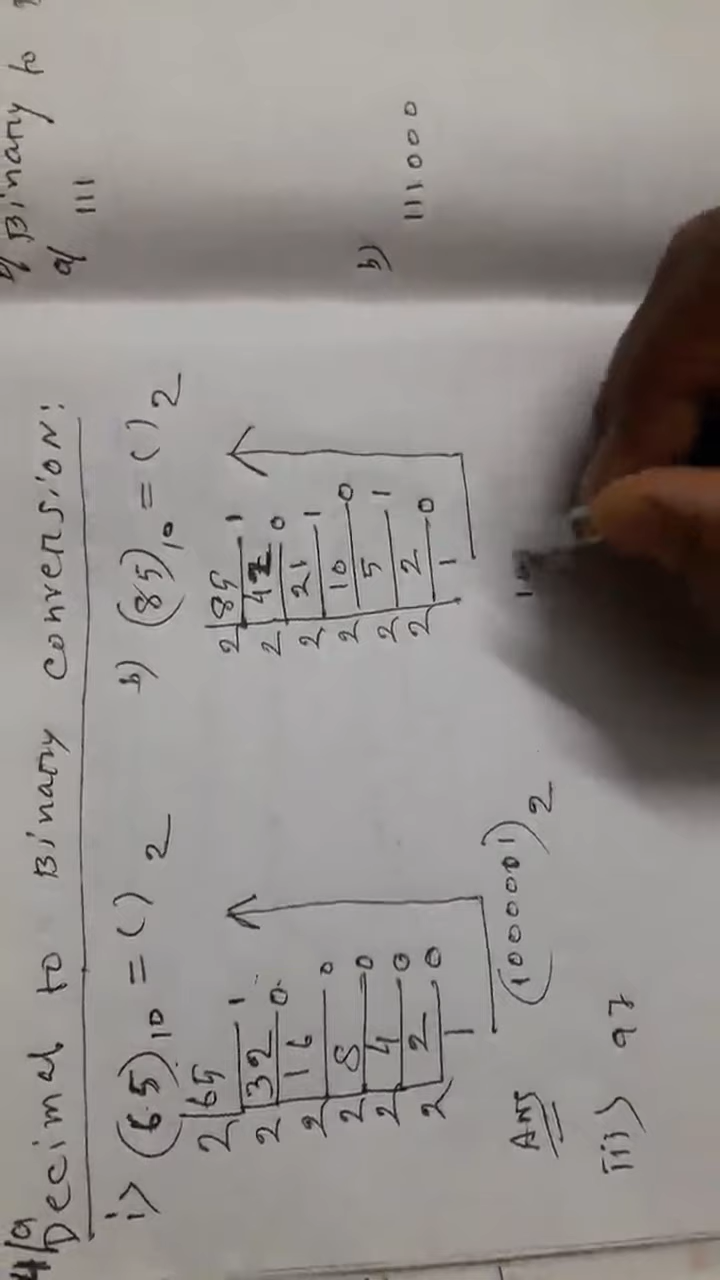 4/a
Decimal to Binary conversion:
i> (65)10 = ( ) 2
2 65 1
2 32 0
2 16 0
2 8 0
2 4 0
2 2 0
1
Ans (1000001)2
iii> 97
b) (85)10 = ( ) 2
2 85 1
2 42 0
2 21 1
2 10 0
2 5 1
2 2 0
1
10
Binary to
a/ 111
b) 111000